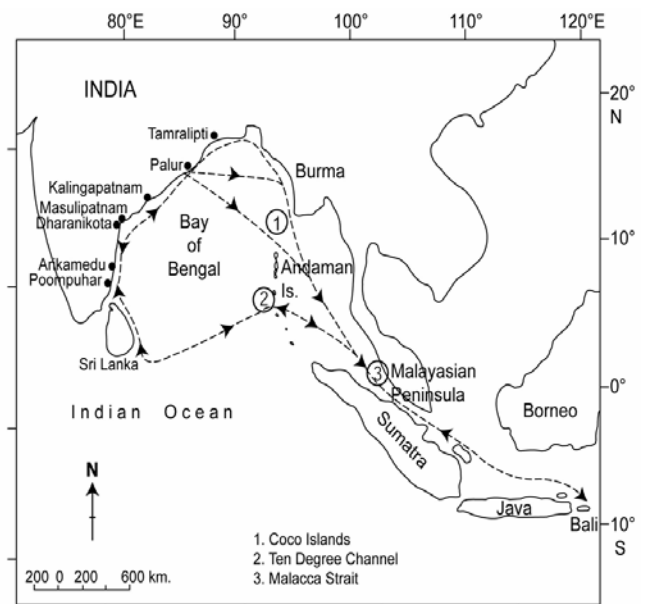 80°E 90° 100° 110° 120°E
INDIA
20°
N
Tamralipti
Palur
Burma
Kalingapatnam
Masulipatnam
Dharanikota
Bay
of
Bengal
1
10°
Ankamedu
Poompuhar
Andaman
Is.
2
Sri Lanka
3
Malayasian
Peninsula
0°
Indian Ocean
Borneo
Sumatra
N
Java
Bali
10°
S
1. Coco Islands
2. Ten Degree Channel
3. Malacca Strait
200 0 200 600 km.